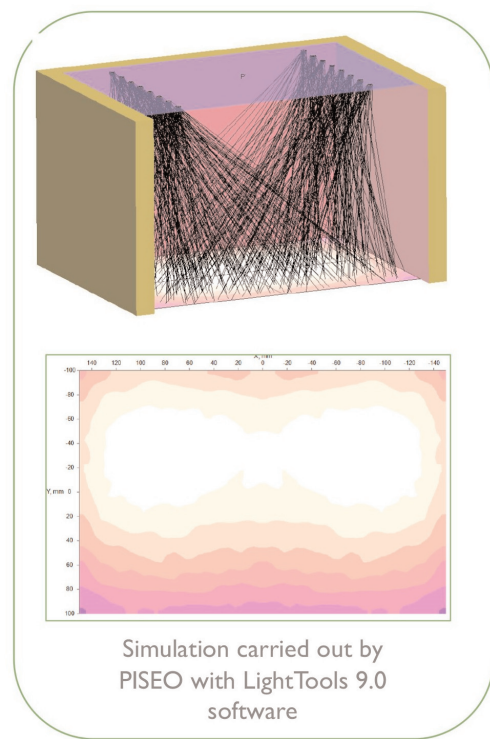 P
X, mm
140 120 100 80 60 40 20 0 -20 -40 -60 -80 -100 -120 -140
-100
-80
-60
-40
-20
Y, mm 0
20
40
60
80
100
Simulation carried out by
PISEO with LightTools 9.0
software